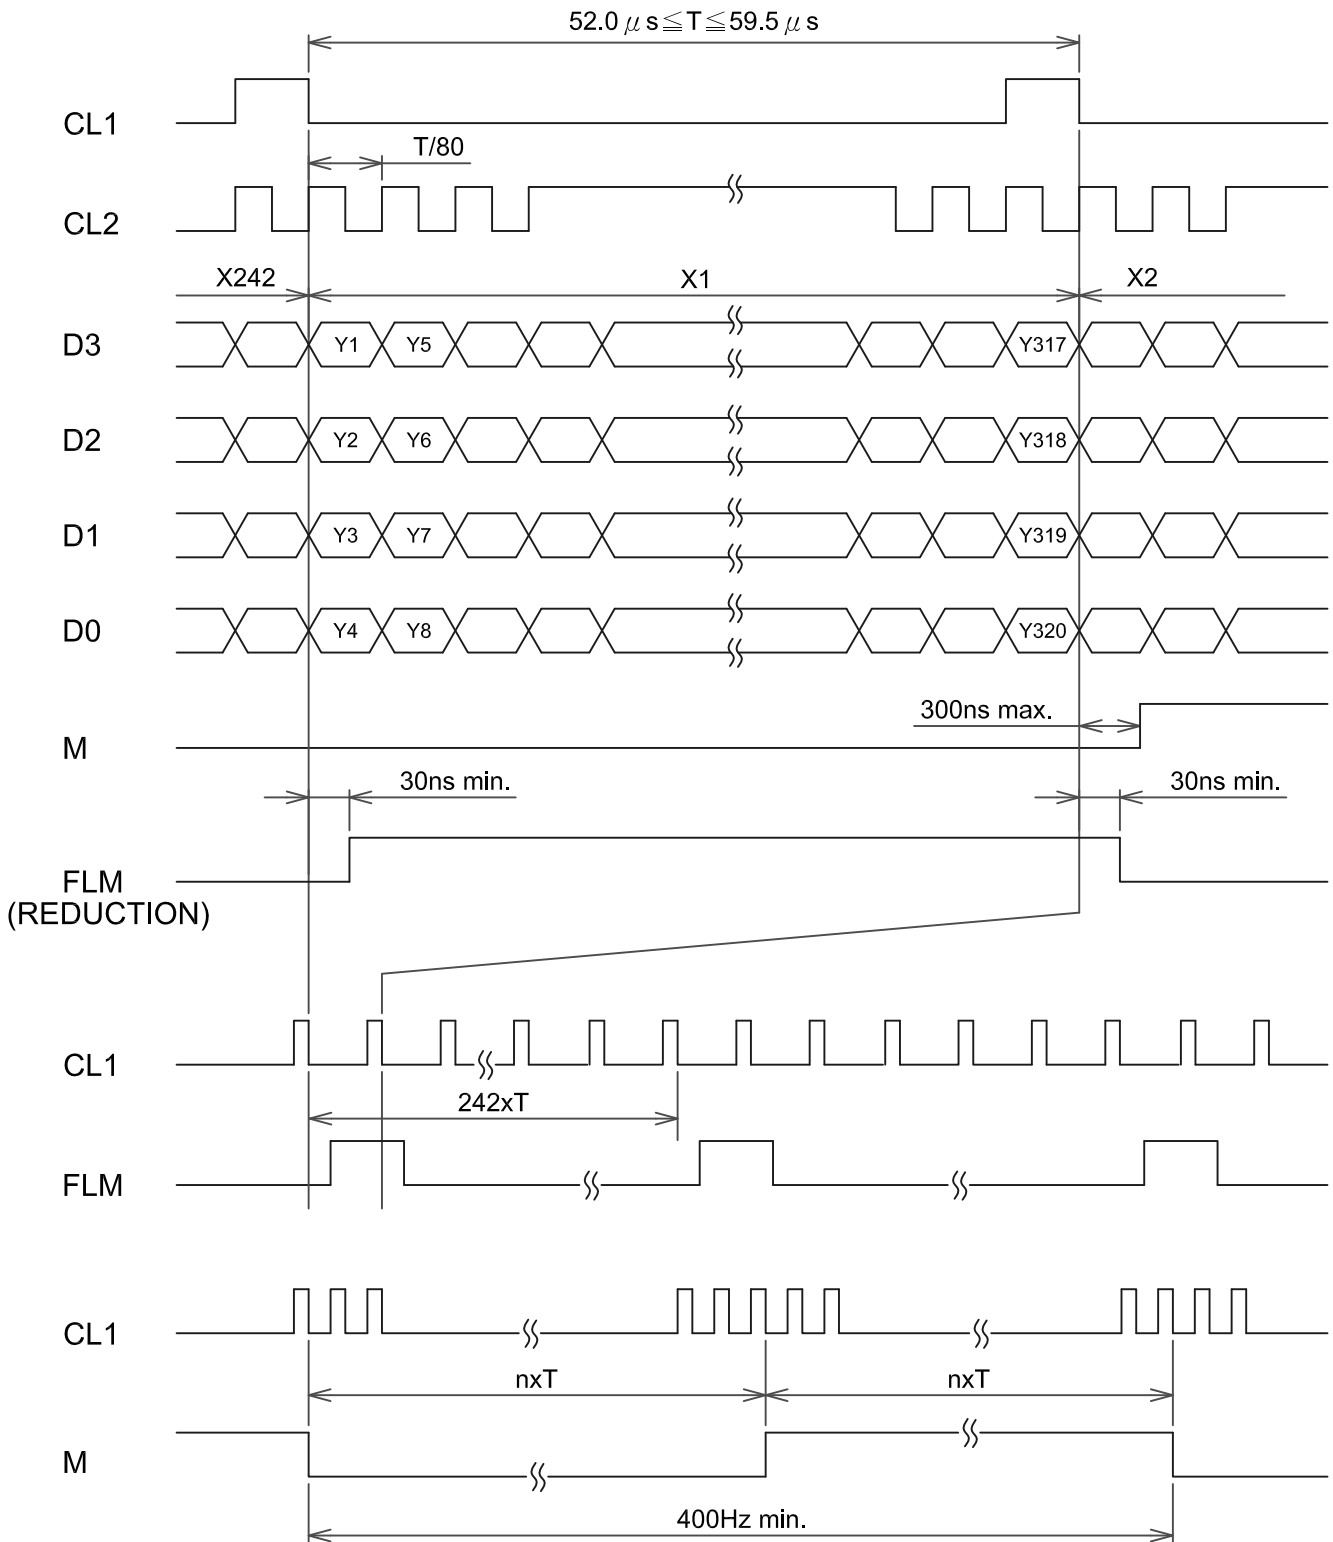 52.0 μ s≦T≦59.5 μ s
CL1
T/80
CL2
X242 X1 X2
D3 Y1 Y5 Y317
D2 Y2 Y6 Y318
D1 Y3 Y7 Y319
D0 Y4 Y8 Y320
300ns max.
M
30ns min. 30ns min.
FLM
(REDUCTION)
CL1
242xT
FLM
CL1
nxT nxT
M
400Hz min.